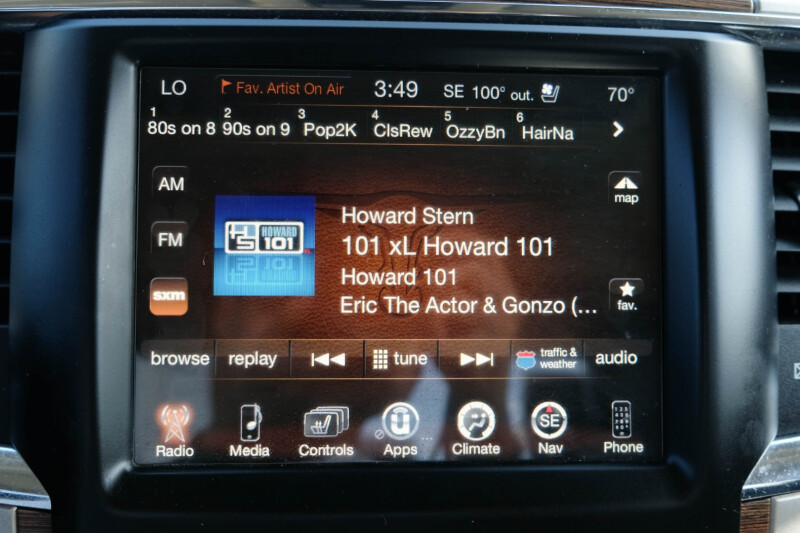 LO Fav. Artist On Air 3:49 SE 100° out. 70°
1 2 3 4 5 6
80s on 8 90s on 9 Pop2K ClsRew OzzyBn HairNa
AM
map
FM
HS HOWARD 101
Howard Stern
101 xL Howard 101
Howard 101
Eric The Actor & Gonzo (...
sxm
fav.
browse replay tune traffic & weather audio
SE
Radio Media Controls Apps Climate Nav Phone